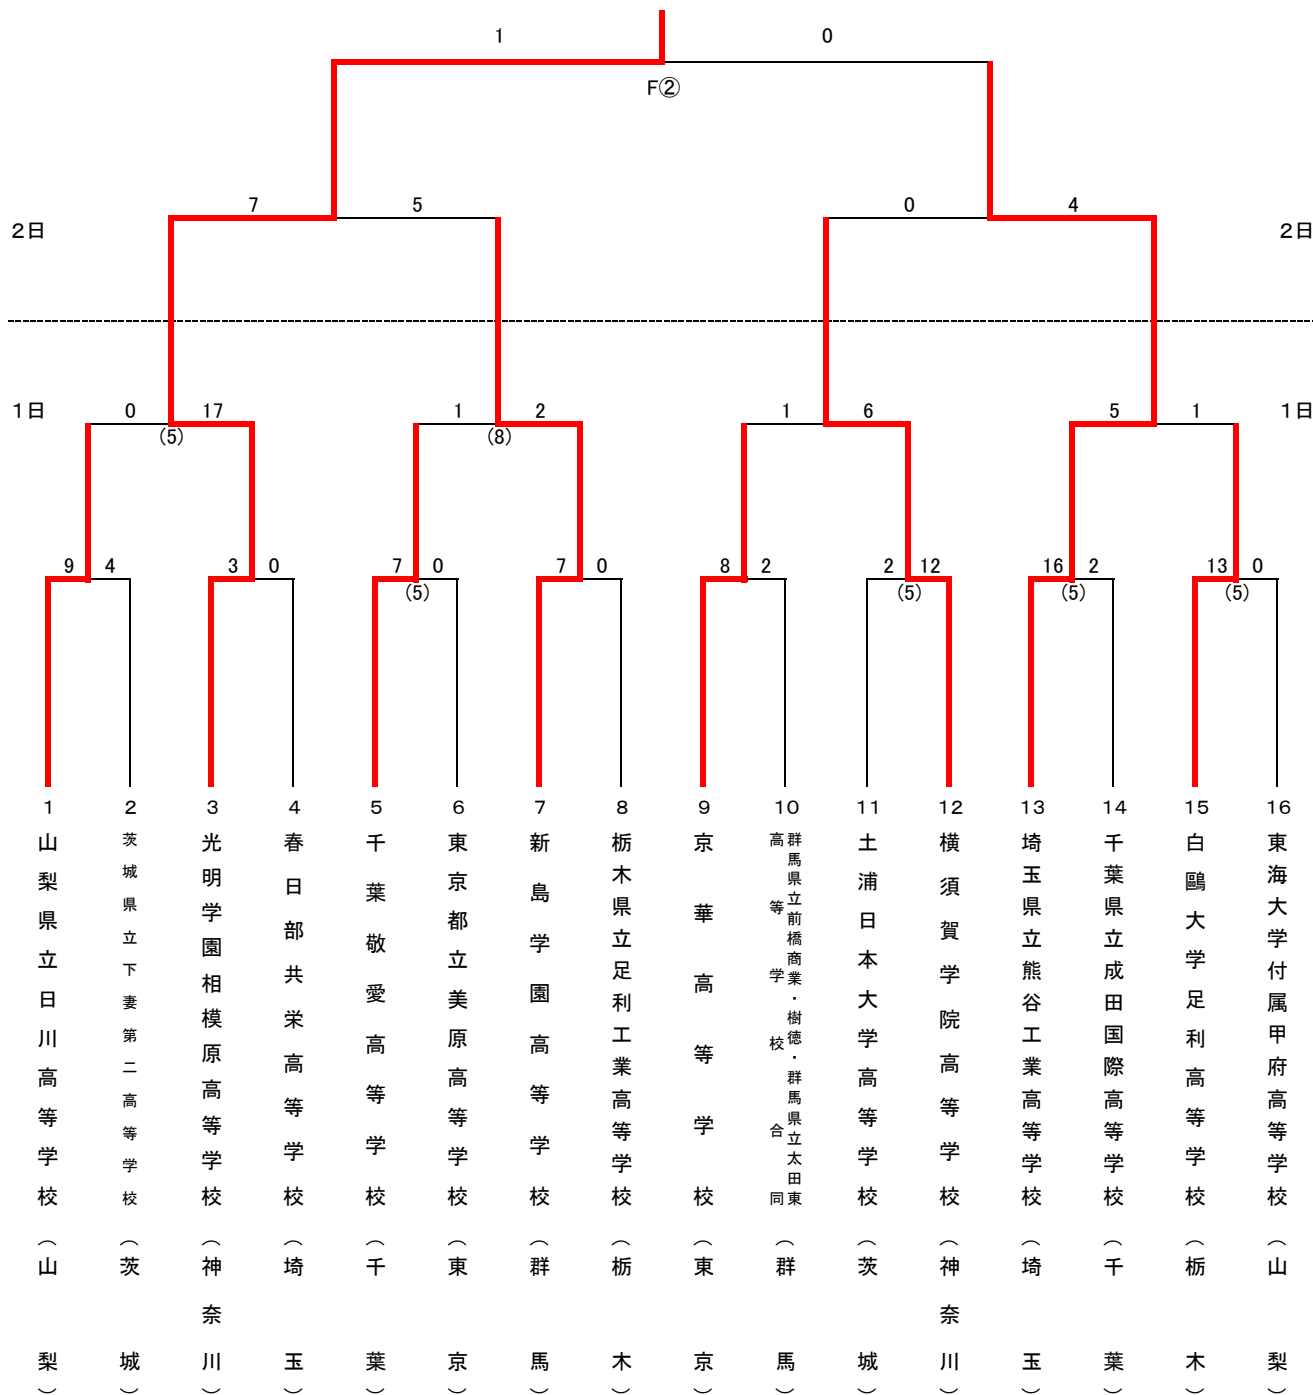 1 0
F②
7 5 0 4
2日 2日
1日 0 17 1 2 1 6 5 1 1日
(5) (8)
9 4 3 0 7 0 7 0 8 2 2 12 16 2 13 0
(5) (5) (5) (5)
1 2 3 4 5 6 7 8 9 10 11 12 13 14 15 16
山梨県立日川高等学校(山梨)
茨城県立下妻第二高等学校(茨城)
光明学園相模原高等学校(神奈川)
春日部共栄高等学校(埼玉)
千葉敬愛高等学校(千葉)
東京都立美原高等学校(東京)
新島学園高等学校(群馬)
栃木県立足利工業高等学校(栃木)
京華高等学校(東京)
群馬県立前橋商業・樹徳・群馬県立太田東
高等学校合同(群馬)
土浦日本大学高等学校(茨城)
横須賀学院高等学校(神奈川)
埼玉県立熊谷工業高等学校(埼玉)
千葉県立成田国際高等学校(千葉)
白鷗大学足利高等学校(栃木)
東海大学付属甲府高等学校(山梨)